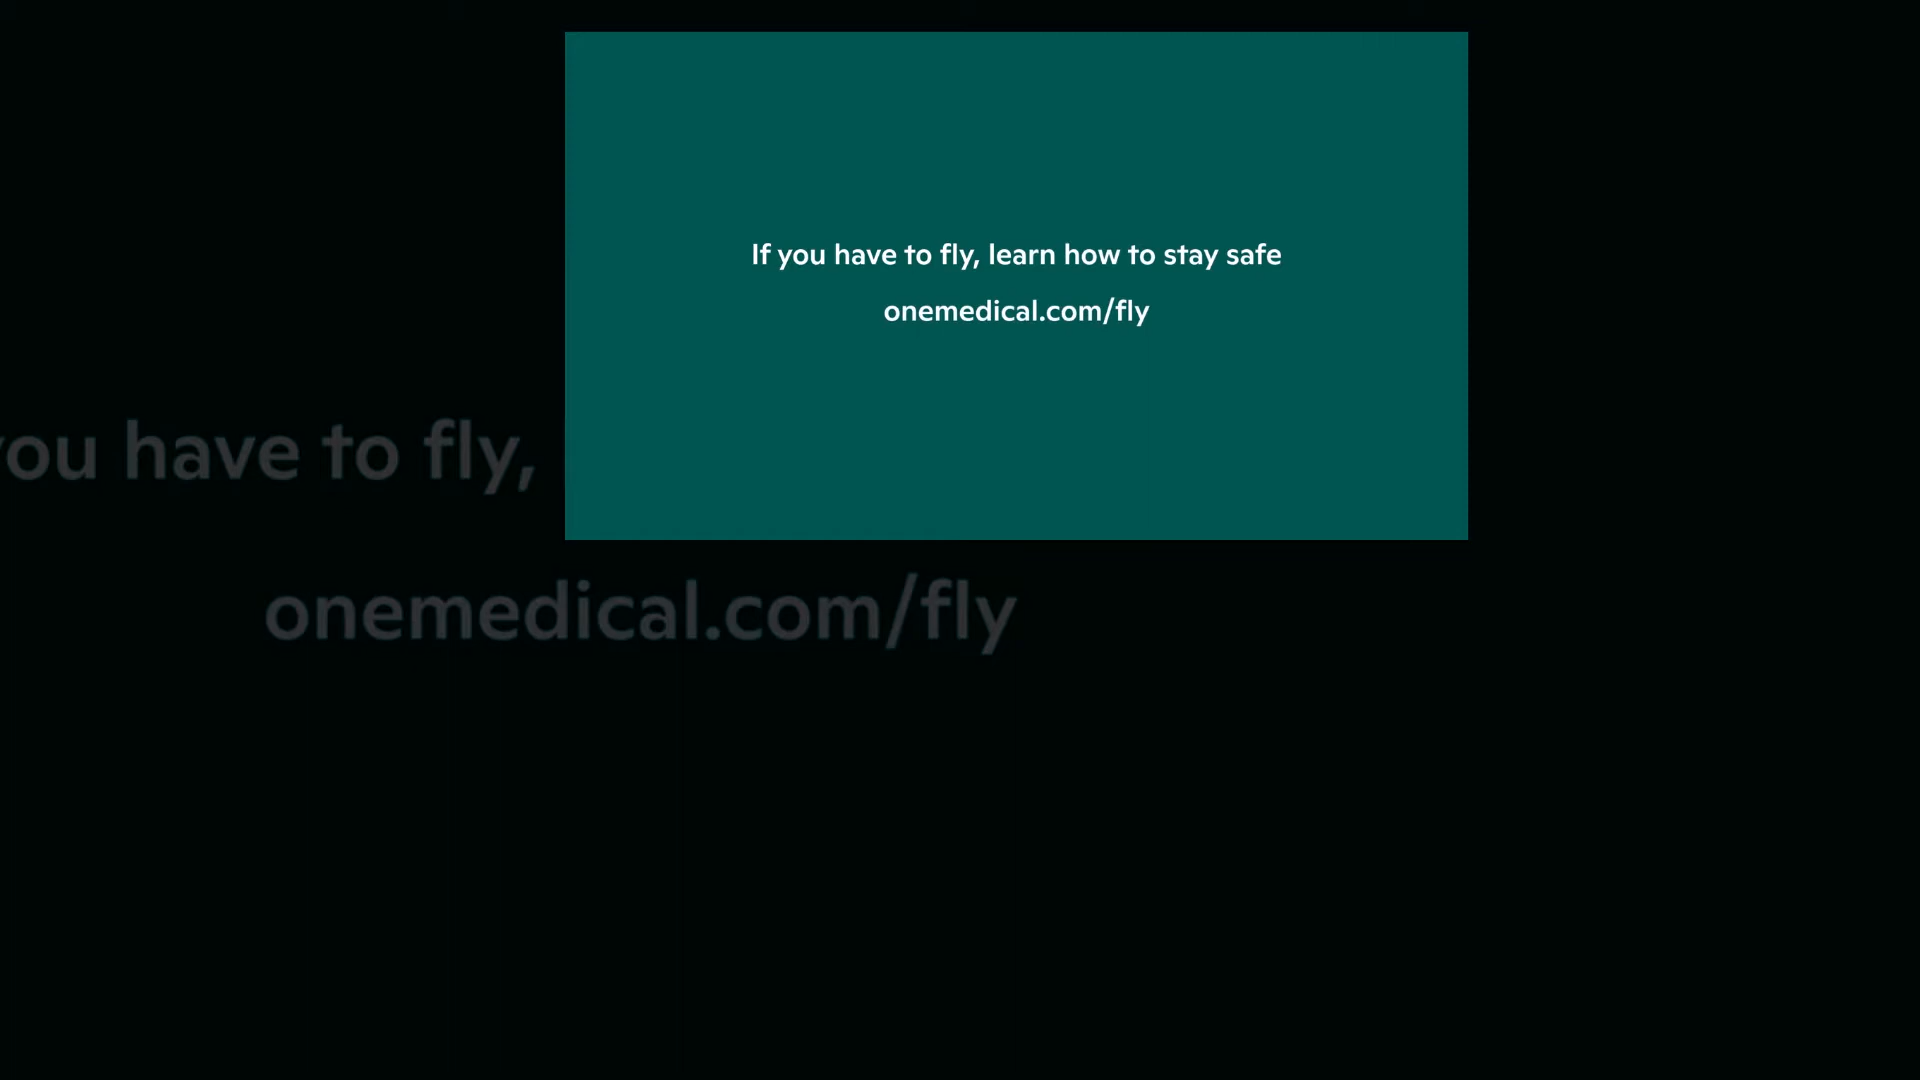 If you have to fly, learn how to stay safe
onemedical.com/fly
you have to fly,
onemedical.com/fly